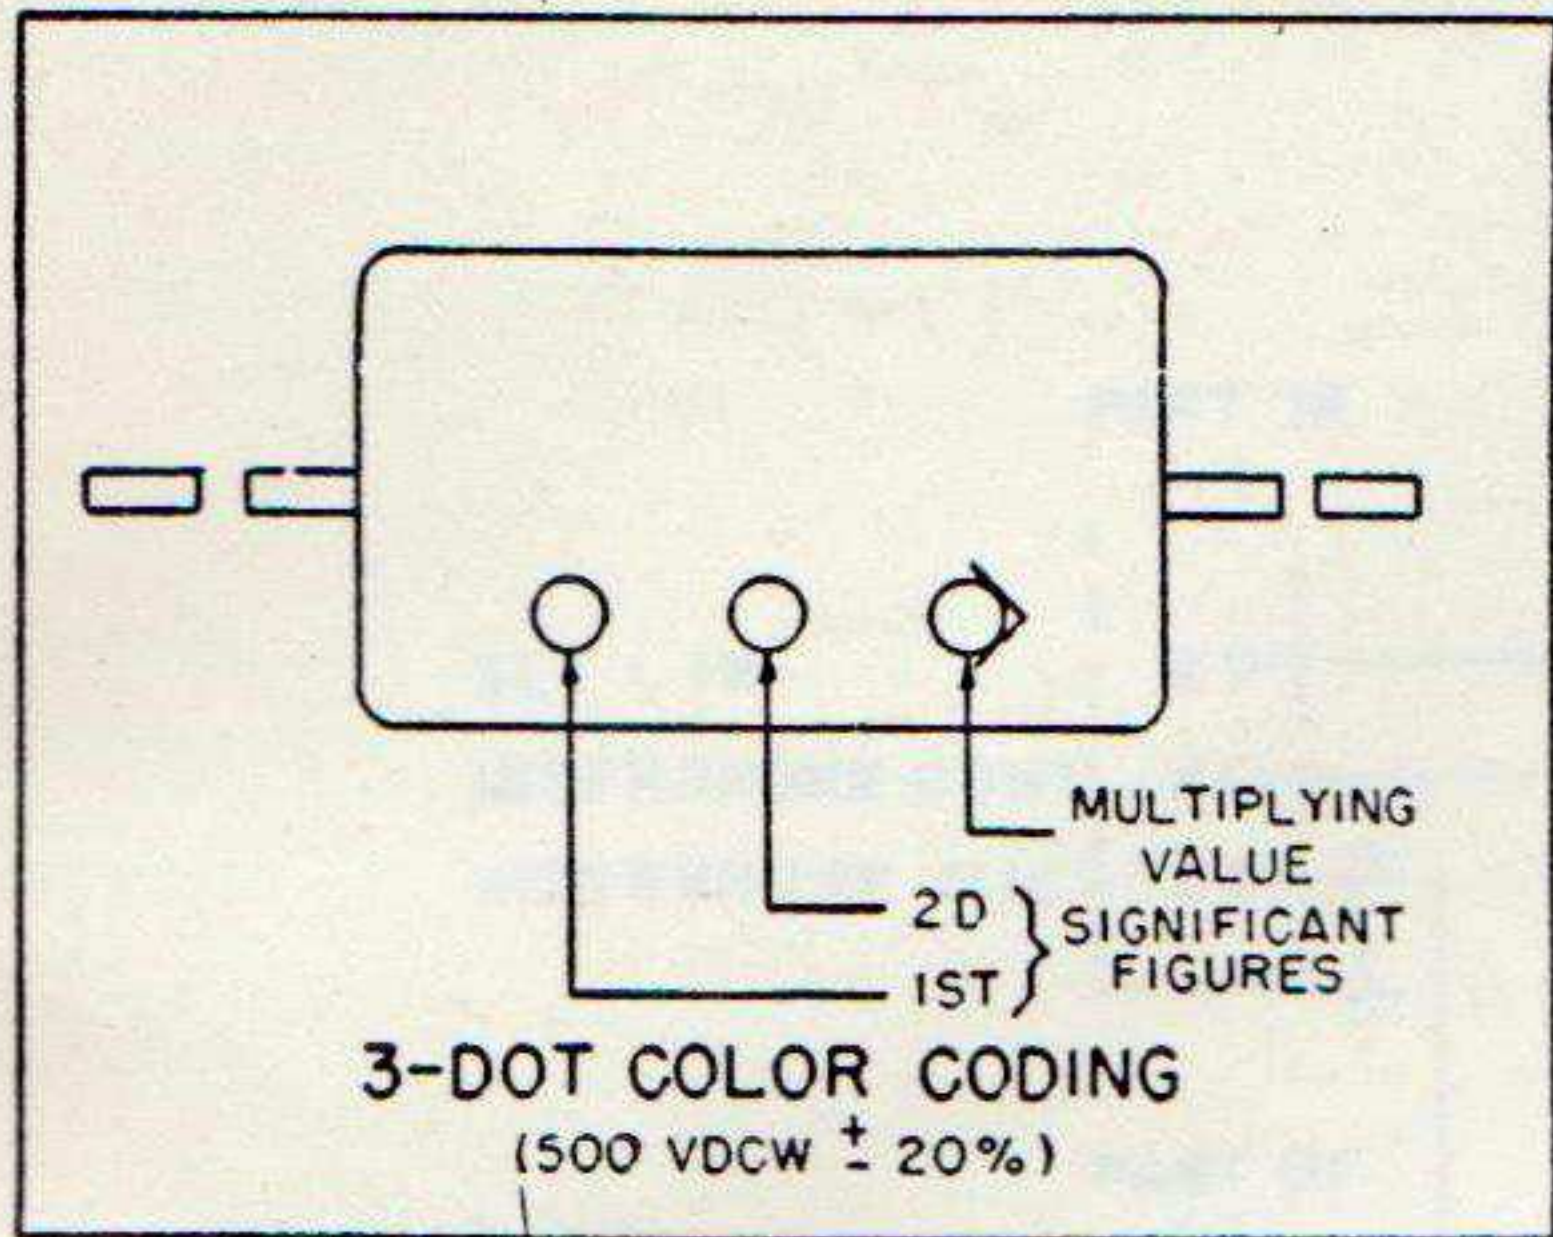 MULTIPLYING
VALUE
2D
1ST
SIGNIFICANT
FIGURES
3-DOT COLOR CODING
(500 VDCW ± 20%)